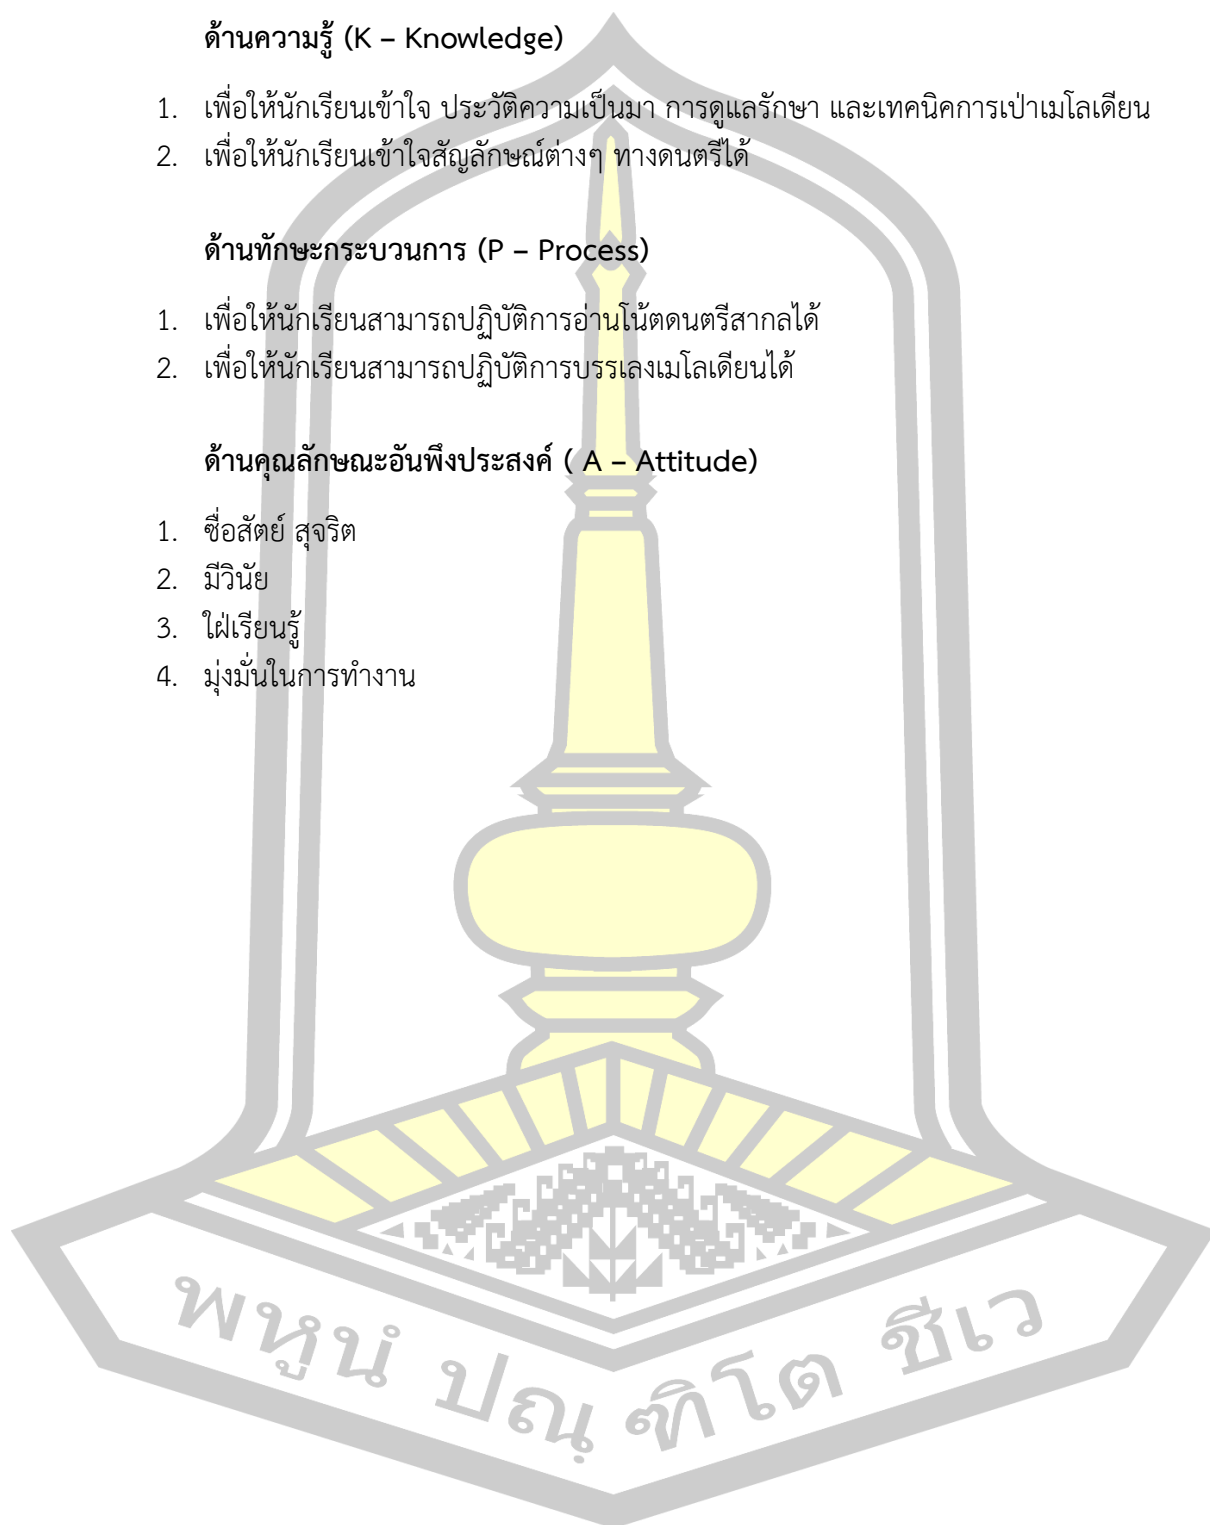 ด้านความรู้ (K – Knowledge)
1. เพื่อให้นักเรียนเข้าใจ ประวัติความเป็นมา การดูแลรักษา และเทคนิคการเป่าเมโลเดียน
2. เพื่อให้นักเรียนเข้าใจสัญลักษณ์ต่างๆ ทางดนตรีได้
ด้านทักษะกระบวนการ (P – Process)
1. เพื่อให้นักเรียนสามารถปฏิบัติการอ่านโน้ตดนตรีสากลได้
2. เพื่อให้นักเรียนสามารถปฏิบัติการบรรเลงเมโลเดียนได้
ด้านคุณลักษณะอันพึงประสงค์ ( A – Attitude)
1. ซื่อสัตย์ สุจริต
2. มีวินัย
3. ใฝ่เรียนรู้
4. มุ่งมั่นในการทำงาน
พหูนํ ปณฺฑิโต ชีเว